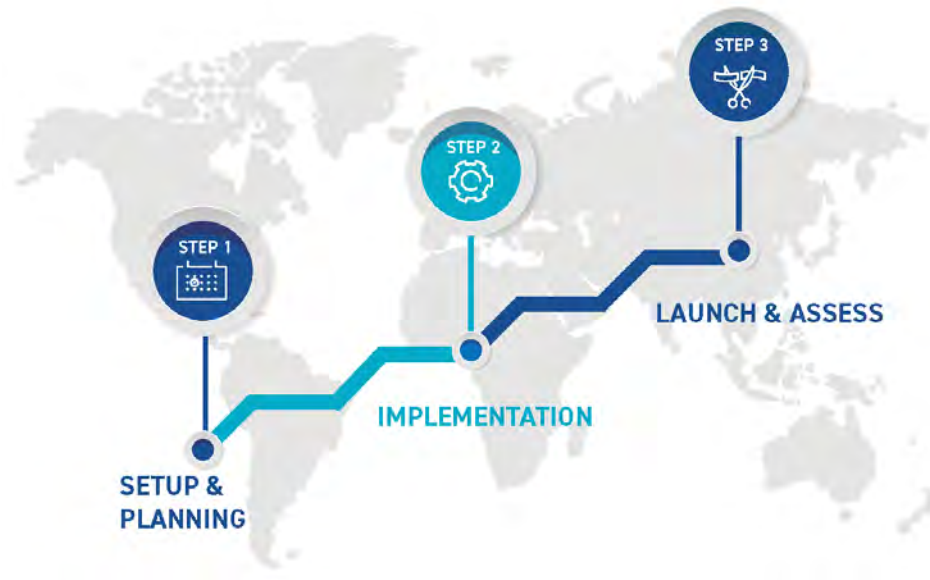 STEP 1
SETUP &
PLANNING
STEP 2
IMPLEMENTATION
STEP 3
LAUNCH & ASSESS